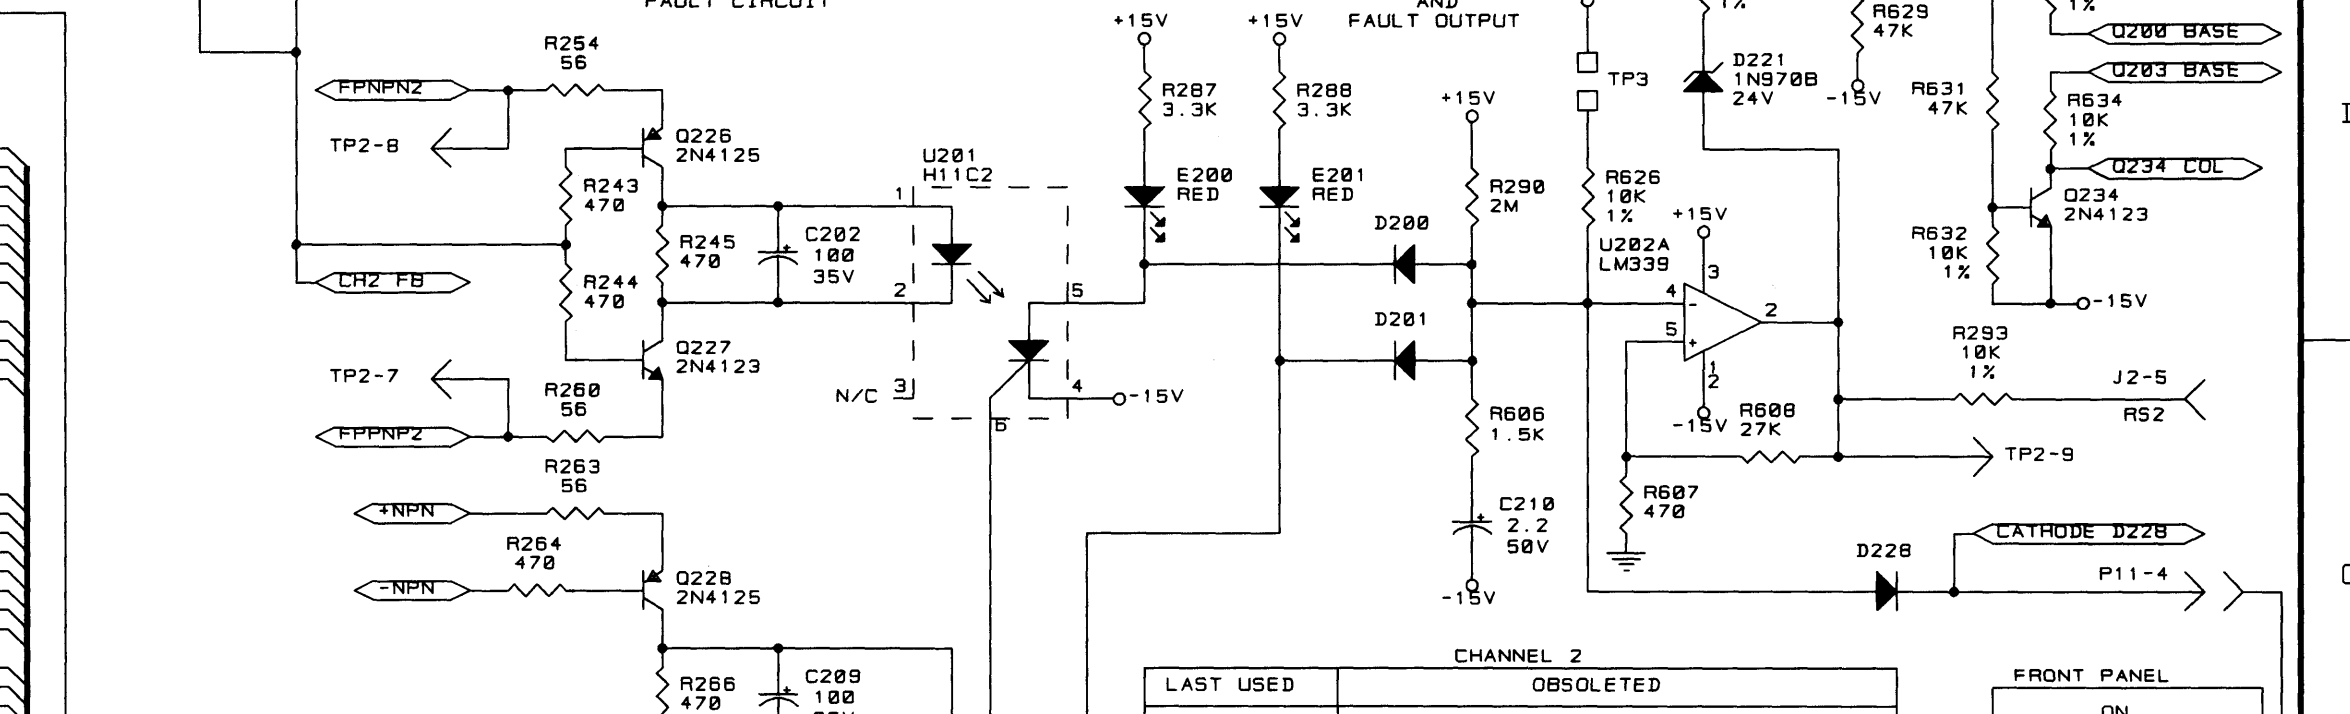 FAULT CIRCUIT
AND
FAULT OUTPUT
R254
56
FPNPN2
TP2-8
Q226
2N4125
R243
470
R245
470
R244
470
C202
100
35V
CH2 FB
Q227
2N4123
TP2-7
R260
56
FPPNP2
R263
56
+NPN
R264
470
-NPN
Q228
2N4125
R266
470
C209
100
U201
H11C2
1
2
N/C 3
5
4
6
-15V
+15V
R287
3.3K
E200
RED
+15V
R288
3.3K
E201
RED
D200
D201
+15V
R290
2M
R606
1.5K
C210
2.2
50V
-15V
TP3
R626
10K
1%
U202A
LM339
+15V
3
4
-
5
+
2
1
2
-15V
R608
27K
R607
470
1%
D221
1N970B
24V
R629
47K
-15V
R631
47K
R632
10K
1%
1%
Q200 BASE
Q203 BASE
R634
10K
1%
Q234 COL
Q234
2N4123
-15V
R293
10K
1%
J2-5
RS2
TP2-9
CATHODE D228
D228
P11-4
CHANNEL 2
LAST USED
OBSOLETED
FRONT PANEL
ON